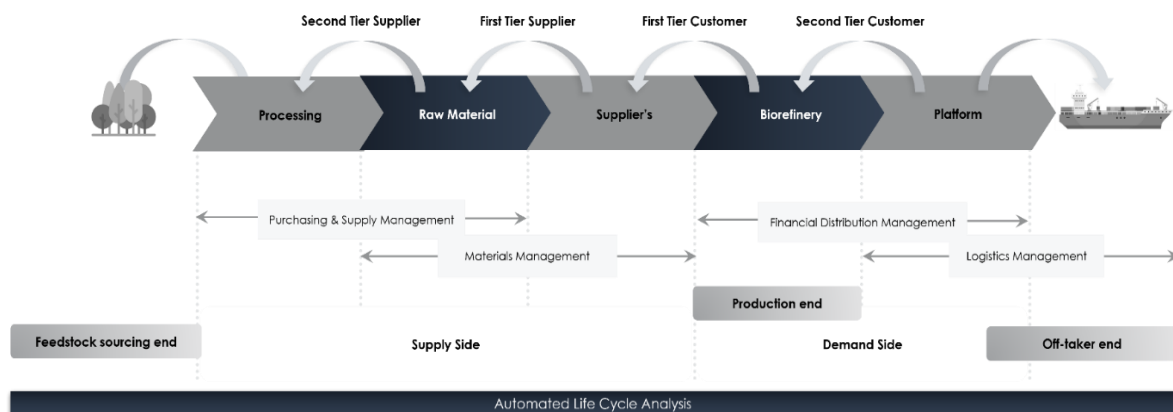 Second Tier Supplier
First Tier Supplier
First Tier Customer
Second Tier Customer
Processing
Raw Material
Supplier's
Biorefinery
Platform
Purchasing & Supply Management
Financial Distribution Management
Materials Management
Logistics Management
Production end
Feedstock sourcing end
Supply Side
Demand Side
Off-taker end
Automated Life Cycle Analysis